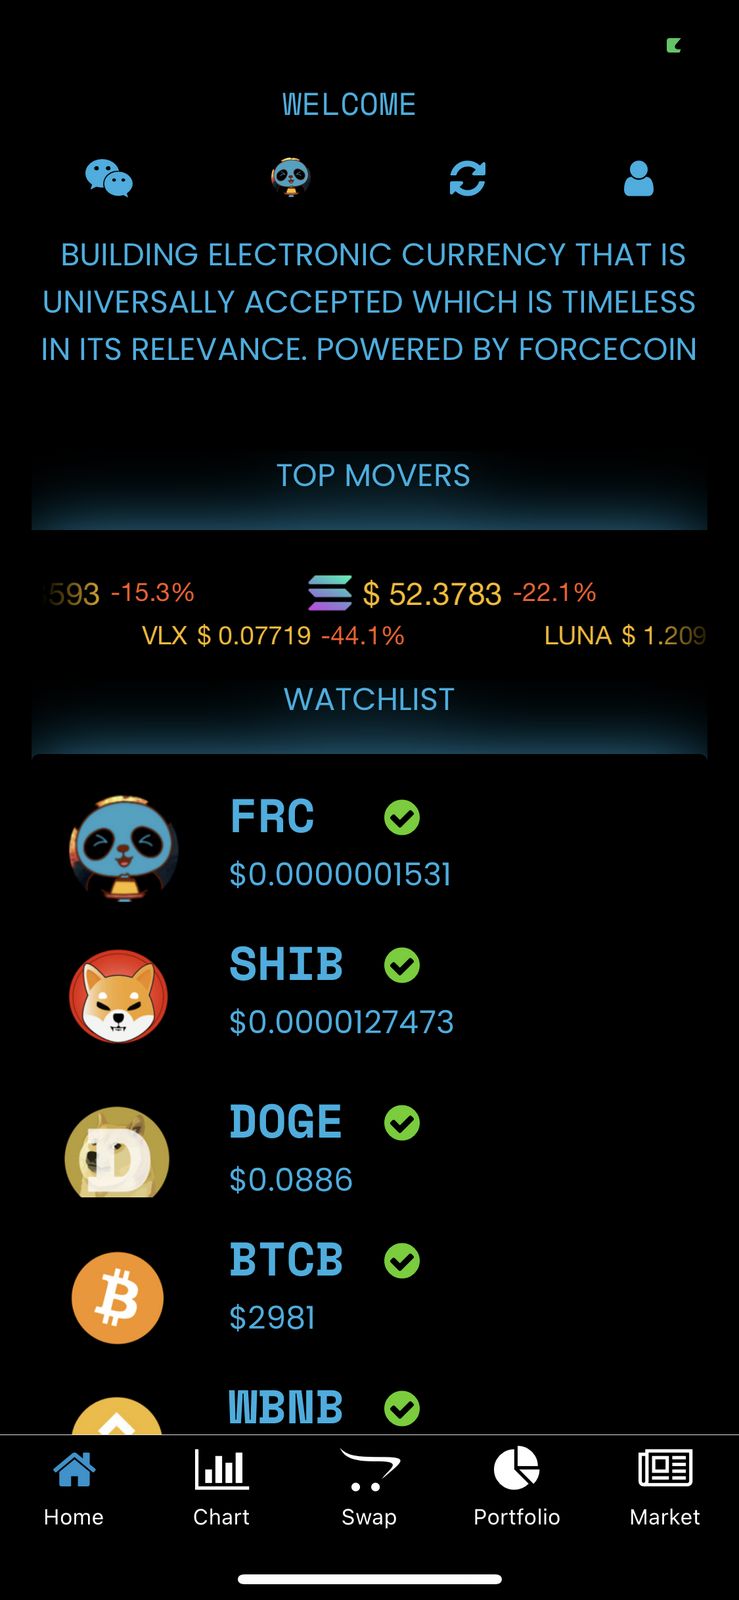 WELCOME
BUILDING ELECTRONIC CURRENCY THAT IS
UNIVERSALLY ACCEPTED WHICH IS TIMELESS
IN ITS RELEVANCE. POWERED BY FORCECOIN
TOP MOVERS
593 -15.3% $ 52.3783 -22.1%
VLX $ 0.07719 -44.1% LUNA $ 1.209
WATCHLIST
FRC
$0.0000001531
SHIB
$0.0000127473
DOGE
$0.0886
BTCB
$2981
WBNB
Home Chart Swap Portfolio Market